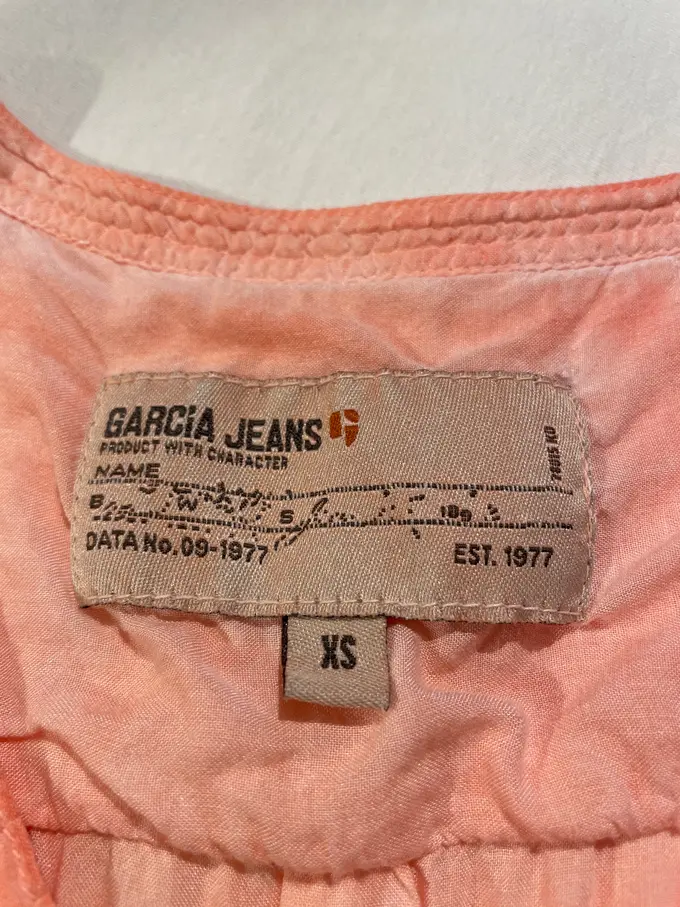 GARCIA JEANS
PRODUCT WITH CHARACTER
NAME
B W S
DATA No. 09-1977
EST. 1977
XS